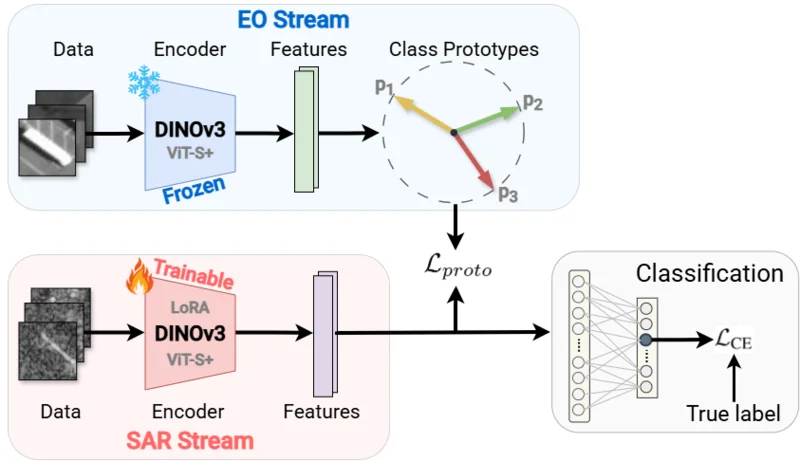 EO Stream
Data
Encoder
Features
Class Prototypes
DINOv3
ViT-S+
Frozen
p1
p2
p3
ℒproto
Trainable
LoRA
DINOv3
ViT-S+
Data
Encoder
Features
SAR Stream
Classification
ℒCE
True label